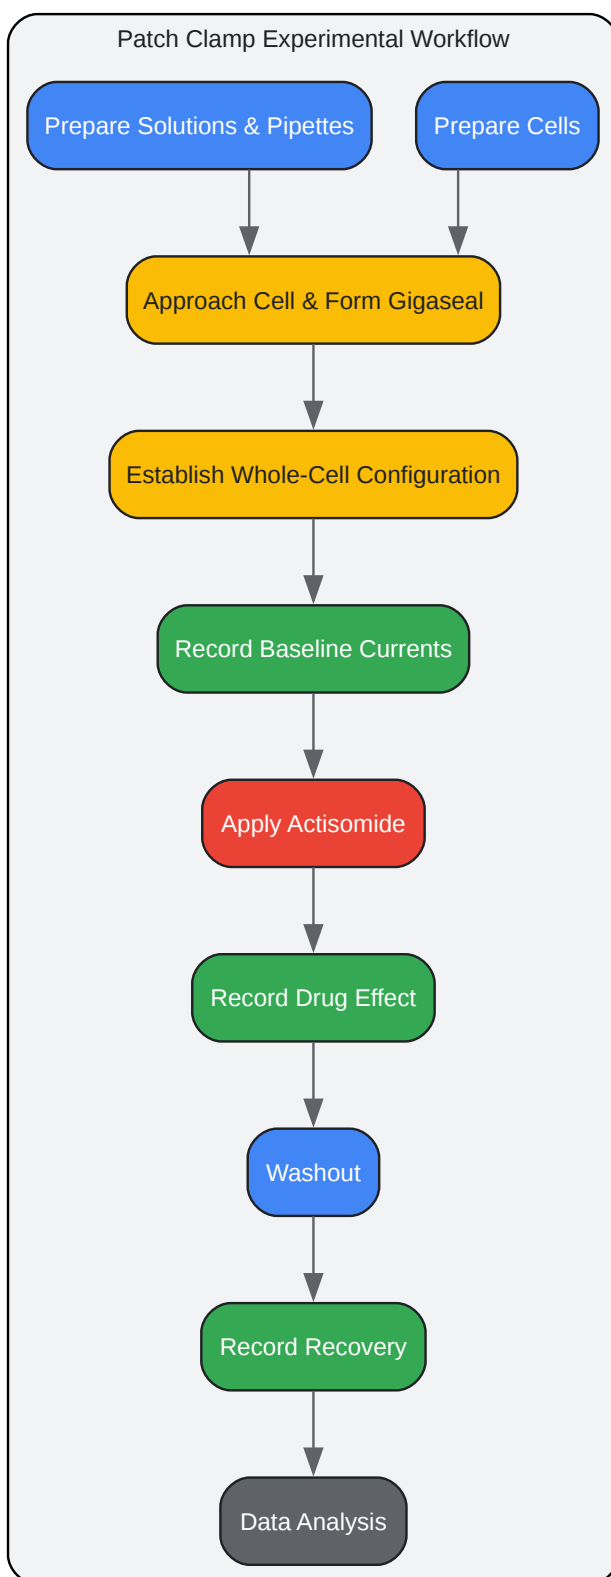 Patch Clamp Experimental Workflow
Prepare Solutions & Pipettes
Prepare Cells
Approach Cell & Form Gigaseal
Establish Whole-Cell Configuration
Record Baseline Currents
Apply Actisomide
Record Drug Effect
Washout
Record Recovery
Data Analysis